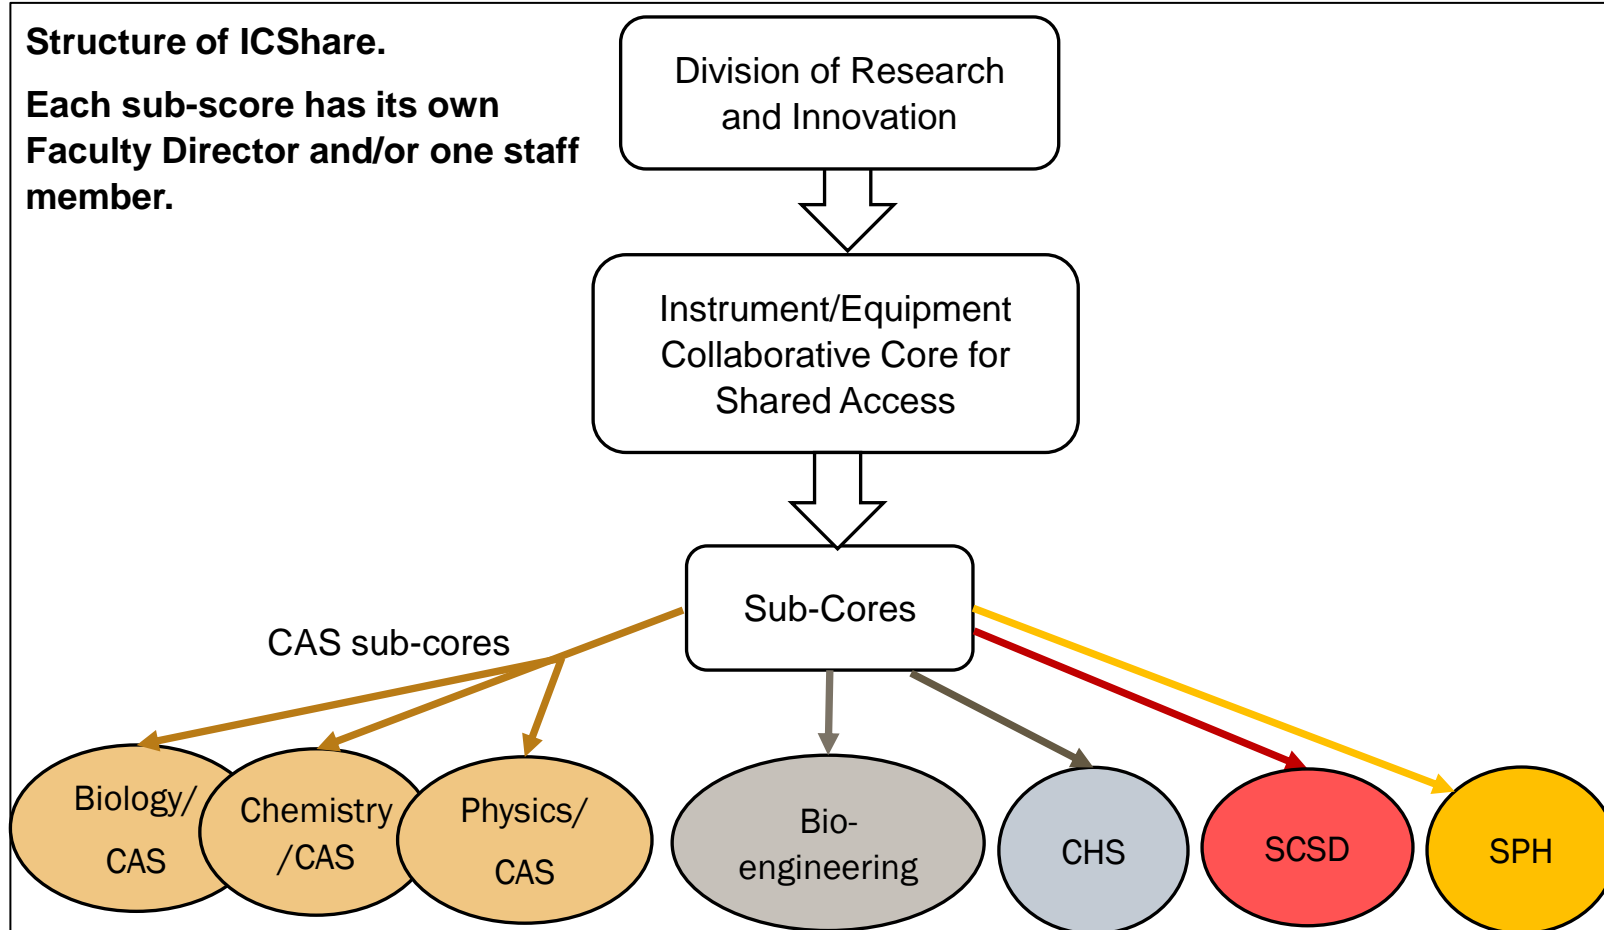 Structure of ICShare.
Each sub-score has its own
Faculty Director and/or one staff
member.
Division of Research
and Innovation
Instrument/Equipment
Collaborative Core for
Shared Access
Sub-Cores
CAS sub-cores
Biology/
CAS
Chemistry
/CAS
Physics/
CAS
Bio-
engineering
CHS
SCSD
SPH